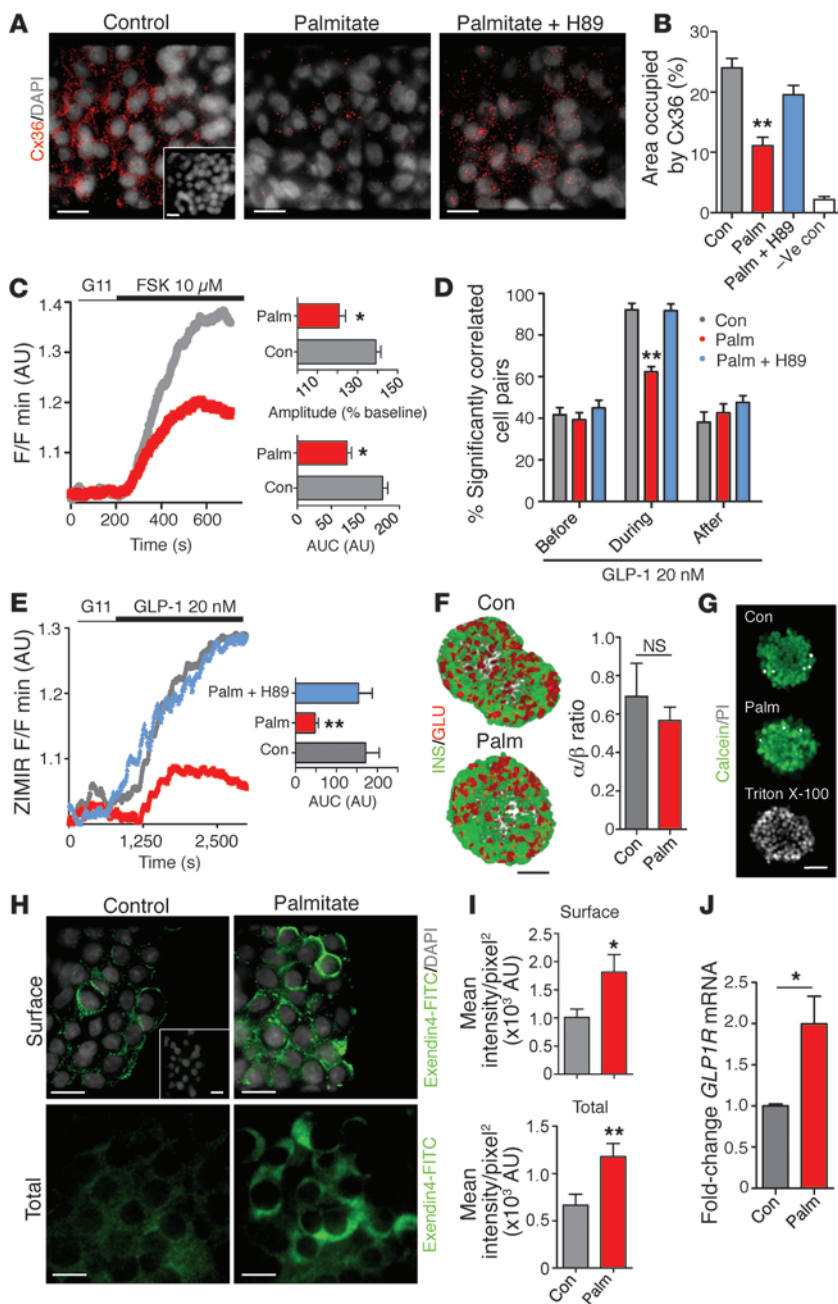 A
Control
Palmitate
Palmitate + H89
Cx36/DAPI
B
Area occupied
by Cx36 (%)
30
20
10
0
**
Con
Palm
Palm + H89
–Ve con
C
G11
FSK 10 µM
F/F min (AU)
1.4
1.3
1.2
1.1
0
200
400
600
Time (s)
Palm
*
Con
110
130
150
Amplitude (% baseline)
Palm
*
Con
0
50
150
200
AUC (AU)
D
% Significantly correlated
cell pairs
100
80
60
40
20
0
**
Con
Palm
Palm + H89
Before
During
After
GLP-1 20 nM
E
G11
GLP-1 20 nM
ZIMIR F/F min (AU)
1.3
1.2
1.1
0
1,250
2,500
Time (s)
Palm + H89
Palm
**
Con
0
200
400
AUC (AU)
F
Con
Palm
INS/GLU
α/β ratio
1.0
0.8
0.6
0.4
0.2
0
NS
Con
Palm
G
Con
Palm
Triton X-100
Calcein/PI
H
Control
Palmitate
Surface
Total
Exendin4-FITC/DAPI
Exendin4-FITC
I
Surface
Mean
intensity/pixel²
(x10³ AU)
2.5
2.0
1.5
1.0
0.5
0
*
Total
Mean
intensity/pixel²
(x10³ AU)
1.5
1.0
0.5
0
**
Con
Palm
J
Fold-change GLP1R mRNA
2.5
2.0
1.5
1.0
0.5
0
*
Con
Palm